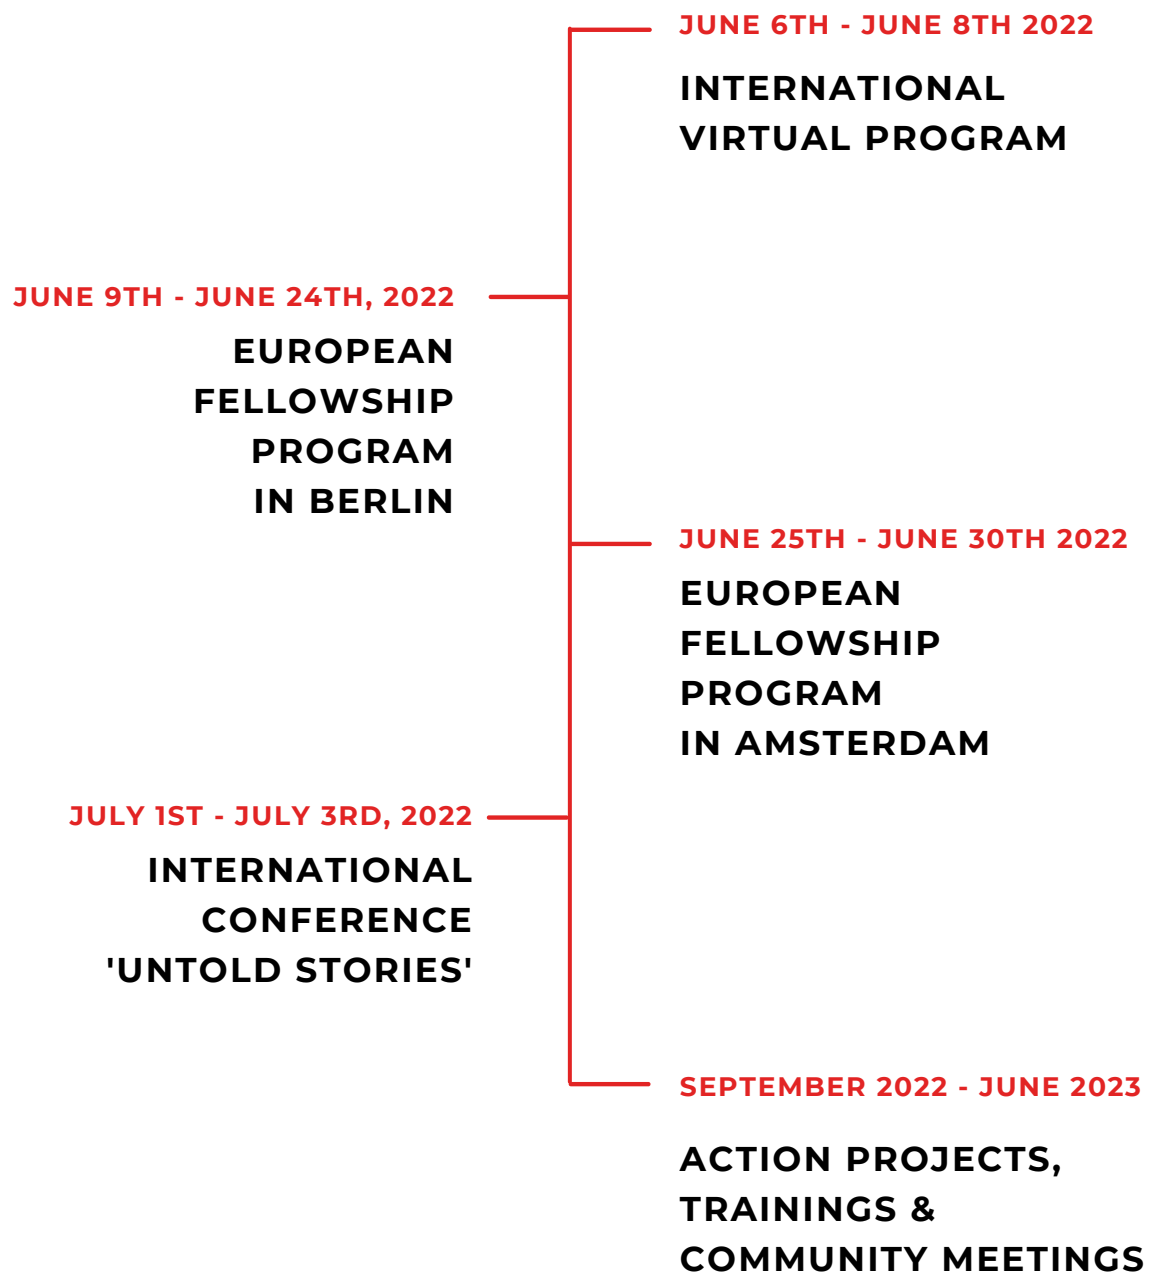 JUNE 6TH - JUNE 8TH 2022
INTERNATIONAL
VIRTUAL PROGRAM
JUNE 9TH - JUNE 24TH, 2022
EUROPEAN
FELLOWSHIP
PROGRAM
IN BERLIN
JUNE 25TH - JUNE 30TH 2022
EUROPEAN
FELLOWSHIP
PROGRAM
IN AMSTERDAM
JULY 1ST - JULY 3RD, 2022
INTERNATIONAL
CONFERENCE
'UNTOLD STORIES'
SEPTEMBER 2022 - JUNE 2023
ACTION PROJECTS,
TRAININGS &
COMMUNITY MEETINGS